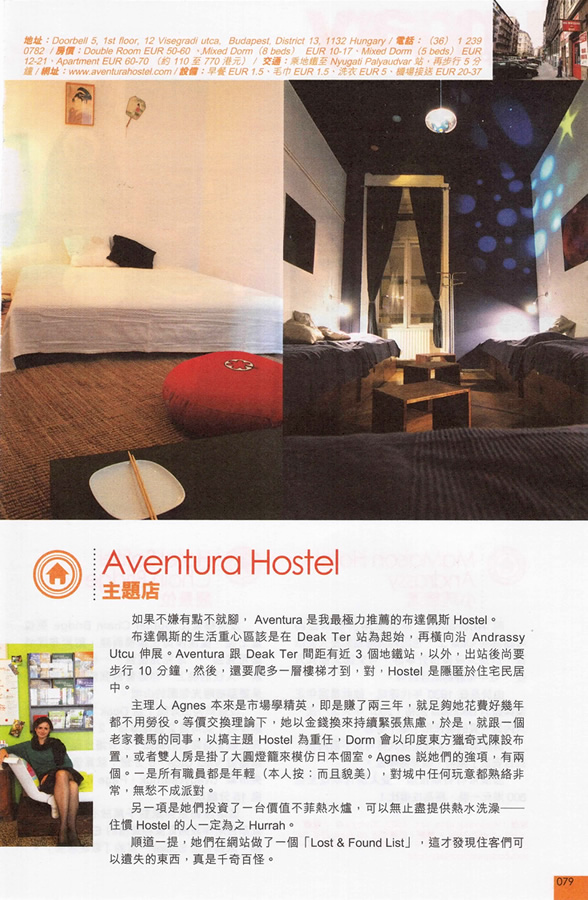 地址：Doorbell 5, 1st floor, 12 Visegradi utca, Budapest, District 13, 1132 Hungary / 電話：（36）1 239
0782 / 房價：Double Room EUR 50-60 、Mixed Dorm（8 beds） EUR 10-17、Mixed Dorm（5 beds） EUR
12-21、Apartment EUR 60-70 （約 110 至 770 港元）/ 交通：乘地鐵至 Nyugati Palyaudvar 站，再步行 5 分
鐘 / 網址：www.aventurahostel.com / 設備：早餐 EUR 1.5、毛巾 EUR 1.5、洗衣 EUR 5、機場接送 EUR 20-37
Aventura Hostel
主題店
如果不嫌有點不就腳， Aventura 是我最極力推薦的布達佩斯 Hostel。
布達佩斯的生活重心區該是在 Deak Ter 站為起始，再橫向沿 Andrassy
Utcu 伸展。Aventura 跟 Deak Ter 間距有近 3 個地鐵站，以外，出站後尚要
步行 10 分鐘，然後，還要爬多一層樓梯才到，對，Hostel 是隱匿於住宅民居
中。
主理人 Agnes 本來是市場學精英，即是賺了兩三年，就足夠她花費好幾年
都不用勞役。等價交換理論下，她以金錢換來持續緊張焦慮，於是，就跟一個
老家養馬的同事，以搞主題 Hostel 為重任，Dorm 會以印度東方獵奇式陳設布
置，或者雙人房是掛了大圓燈籠來模仿日本個室。Agnes 説她們的強項，有兩
個。一是所有職員都是年輕（本人按：而且貌美），對城中任何玩意都熟絡非
常，無愁不成派對。
另一項是她們投資了一台價值不菲熱水爐，可以無止盡提供熱水洗澡——
住慣 Hostel 的人一定為之 Hurrah。
順道一提，她們在網站做了一個「Lost & Found List」，這才發現住客們可
以遺失的東西，真是千奇百怪。
079